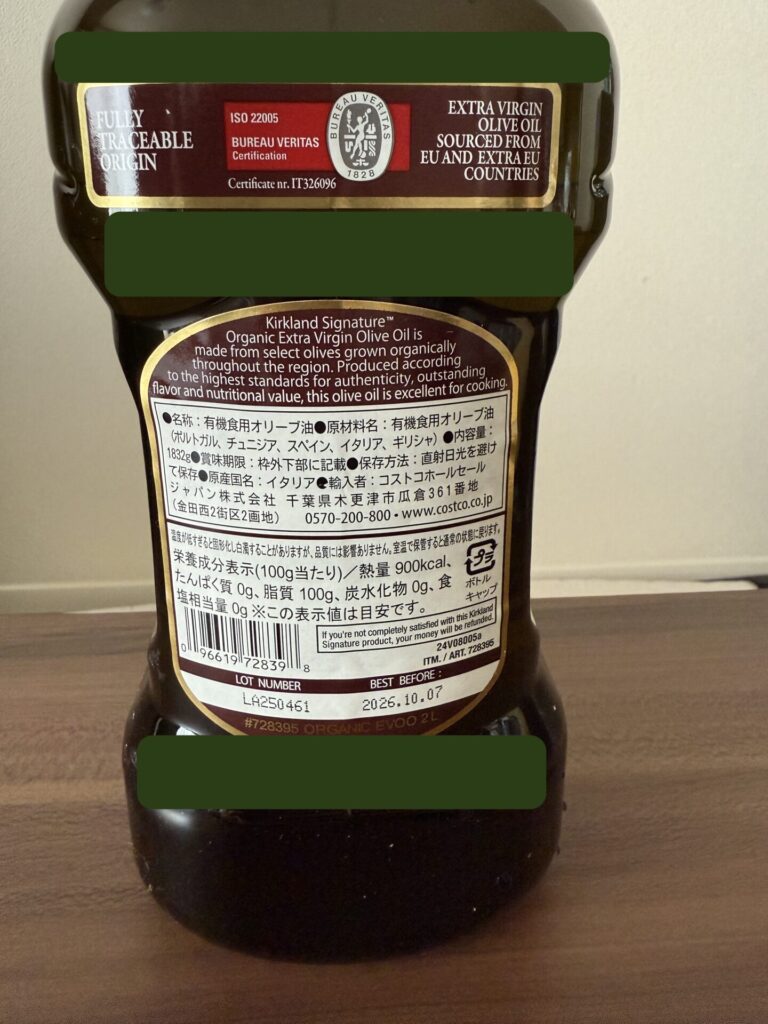 FULLY
TRACEABLE
ORIGIN
ISO 22005
BUREAU VERITAS
Certification
Certificate nr. IT326096
BUREAU VERITAS
1828
EXTRA VIRGIN
OLIVE OIL
SOURCED FROM
EU AND EXTRA EU
COUNTRIES
Kirkland Signature™
Organic Extra Virgin Olive Oil is
made from select olives grown organically
throughout the region. Produced according
to the highest standards for authenticity, outstanding
flavor and nutritional value, this olive oil is excellent for cooking.
●名称：有機食用オリーブ油●原材料名：有機食用オリーブ油
（ポルトガル、チュニジア、スペイン、イタリア、ギリシャ）●内容量：
1832g●賞味期限：枠外下部に記載●保存方法：直射日光を避け
て保存●原産国名：イタリア●輸入者：コストコホールセール
ジャパン株式会社 千葉県木更津市瓜倉361番地
（金田西2街区2画地） 0570-200-800・www.costco.co.jp
温度が低すぎると固形化し白濁することがありますが、品質には影響ありません。室温で保管すると通常の状態に戻ります。
栄養成分表示(100g当たり)／熱量 900kcal、
たんぱく質 0g、脂質 100g、炭水化物 0g、食
塩相当量 0g ※この表示値は目安です。
プラ
ボトル
キャップ
If you're not completely satisfied with this Kirkland
Signature product, your money will be refunded.
24V08005a
ITM. / ART. 728395
0 96619 72839 8
LOT NUMBER
BEST BEFORE :
LA250461
2026.10.07
#728395 ORGANIC EVOO 2 L